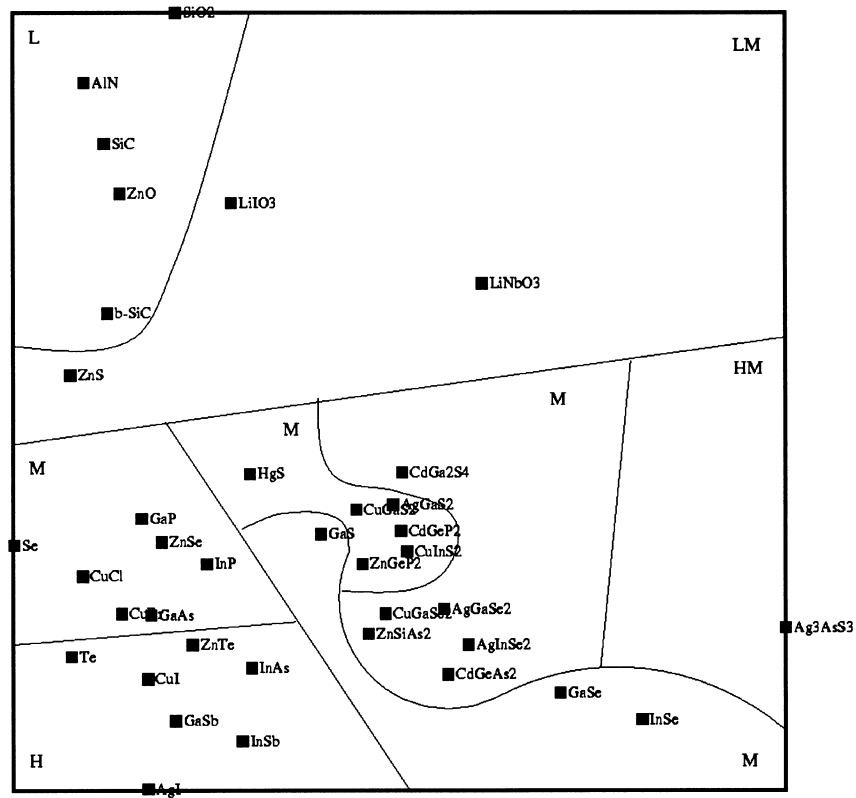 SiO2
L
LM
AlN
SiC
ZnO
LiIO3
LiNbO3
b-SiC
ZnS
HM
M
M
M
HgS
CdGa2S4
AgGaS2
CuGaS2
GaP
CdGeP2
GaS
ZnSe
Se
CuInS2
InP
ZnGeP2
CuCl
AgGaSe2
CuGaSe2
GaAs
Ag3AsS3
ZnSiAs2
ZnTe
AgInSe2
Te
InAs
CdGeAs2
CuI
GaSe
InSe
GaSb
InSb
H
M
AgI